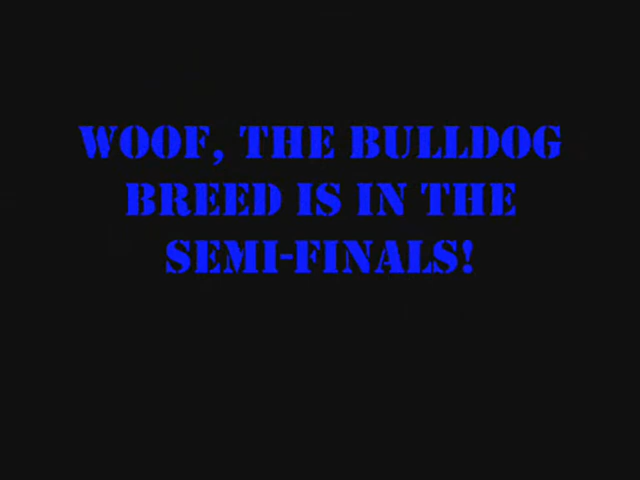 WOOF, THE BULLDOG
BREED IS IN THE
SEMI-FINALS!